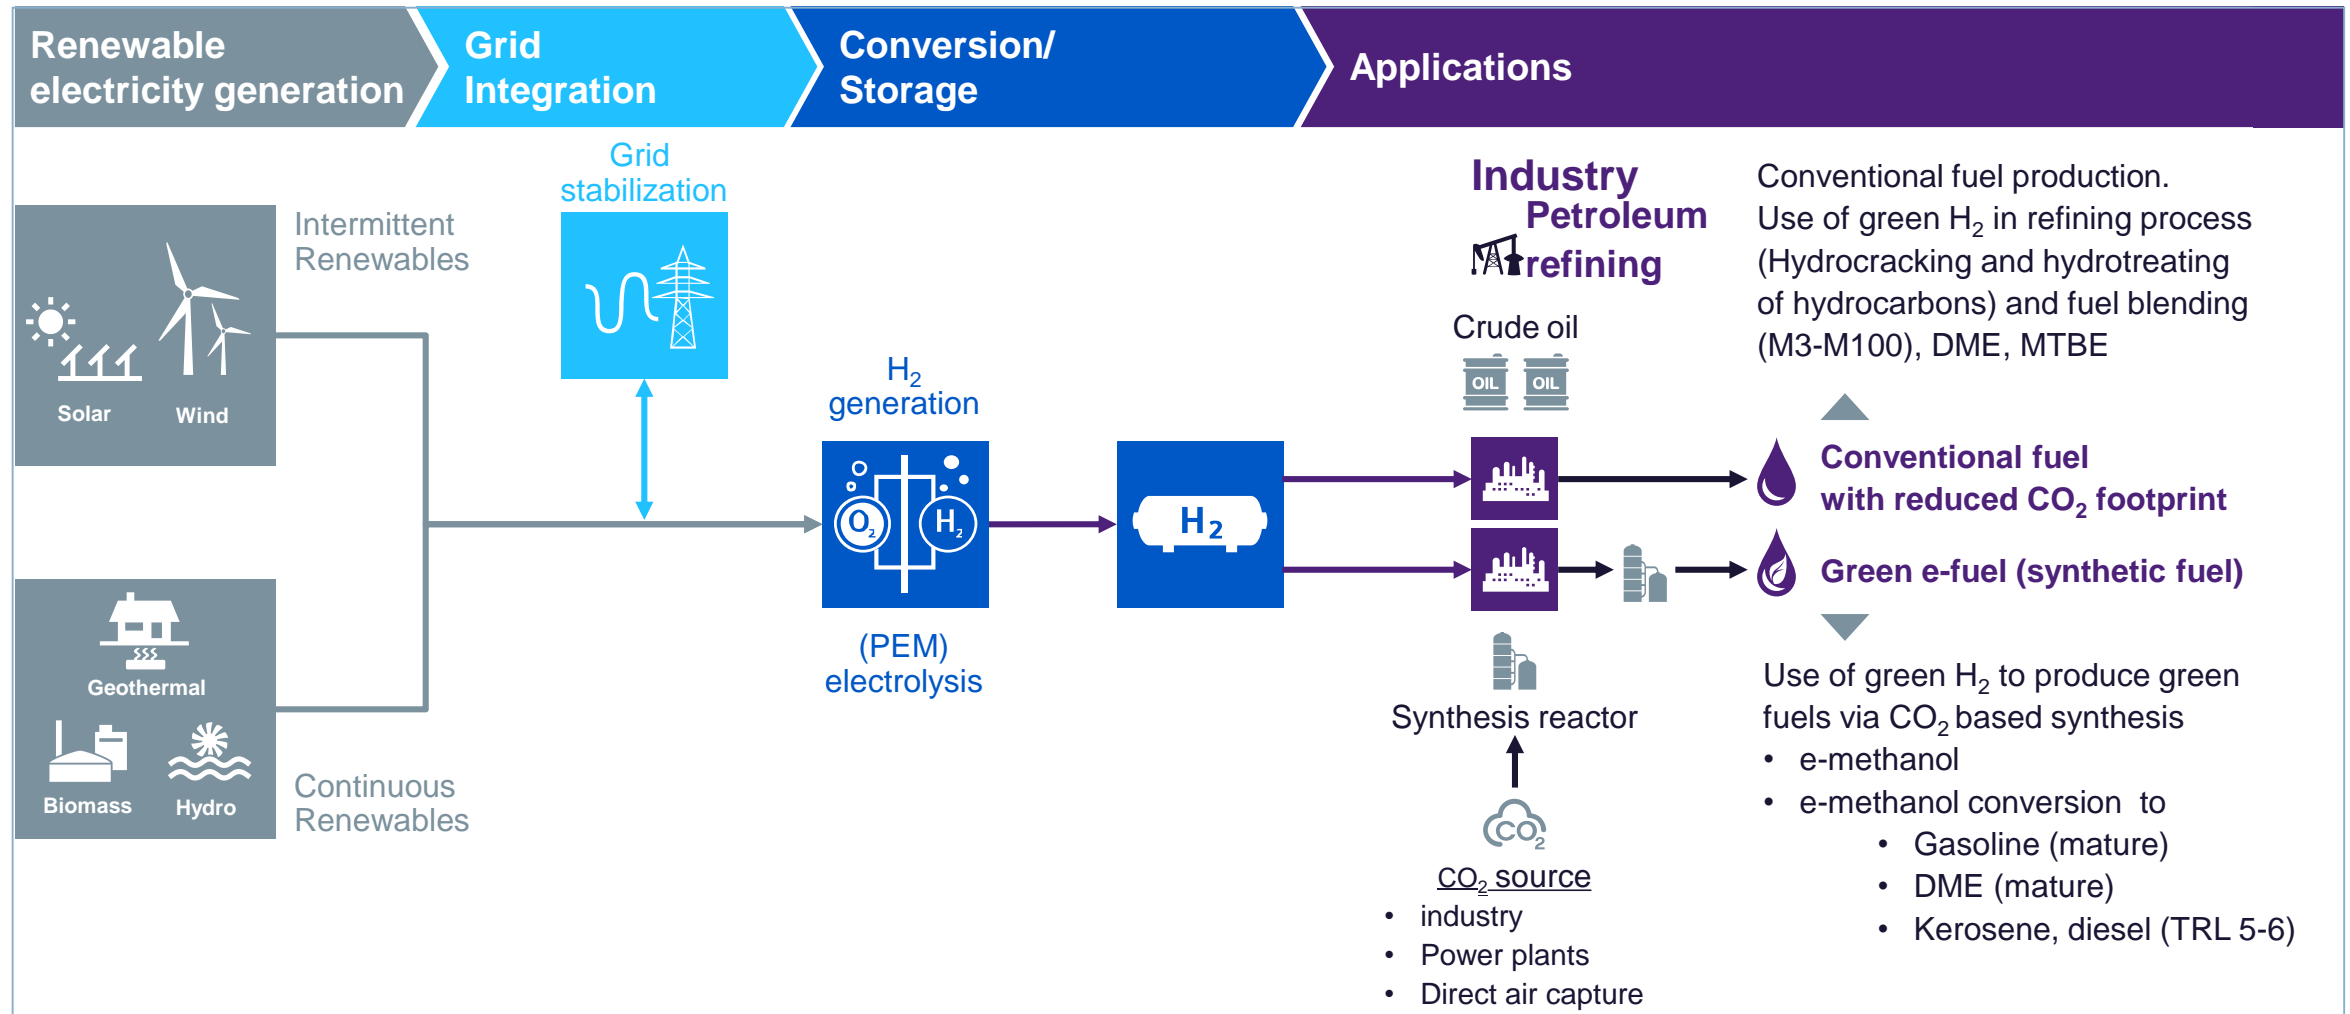 Renewable
electricity generation
Grid
Integration
Conversion/
Storage
Applications
Intermittent
Renewables
Solar
Wind
Geothermal
Biomass
Hydro
Continuous
Renewables
Grid
stabilization
H₂
generation
O₂
H₂
(PEM)
electrolysis
H₂
Industry
Petroleum
refining
Crude oil
OIL
OIL
Synthesis reactor
CO₂
CO₂ source
• industry
• Power plants
• Direct air capture
Conventional fuel production.
Use of green H₂ in refining process
(Hydrocracking and hydrotreating
of hydrocarbons) and fuel blending
(M3-M100), DME, MTBE
Conventional fuel
with reduced CO₂ footprint
Green e-fuel (synthetic fuel)
Use of green H₂ to produce green
fuels via CO₂ based synthesis
• e-methanol
• e-methanol conversion to
• Gasoline (mature)
• DME (mature)
• Kerosene, diesel (TRL 5-6)